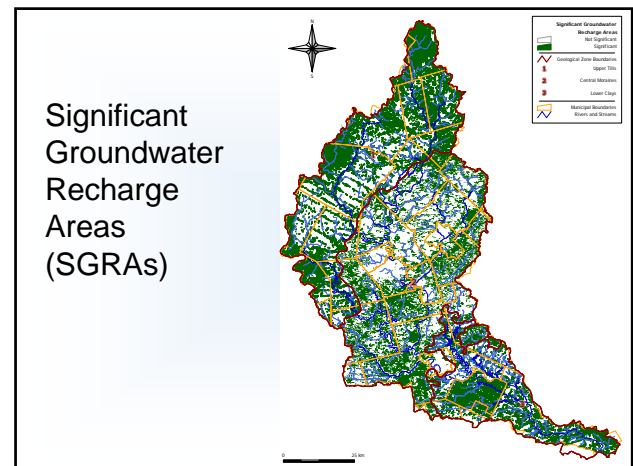 Significant
Groundwater
Recharge
Areas
(SGRAs)
N
S
Significant Groundwater
Recharge Areas
Not Significant
Significant
Geological Zone Boundaries
1 Upper Tills
2 Central Moraines
3 Lower Clays
Municipal Boundaries
Rivers and Streams
0 25 km